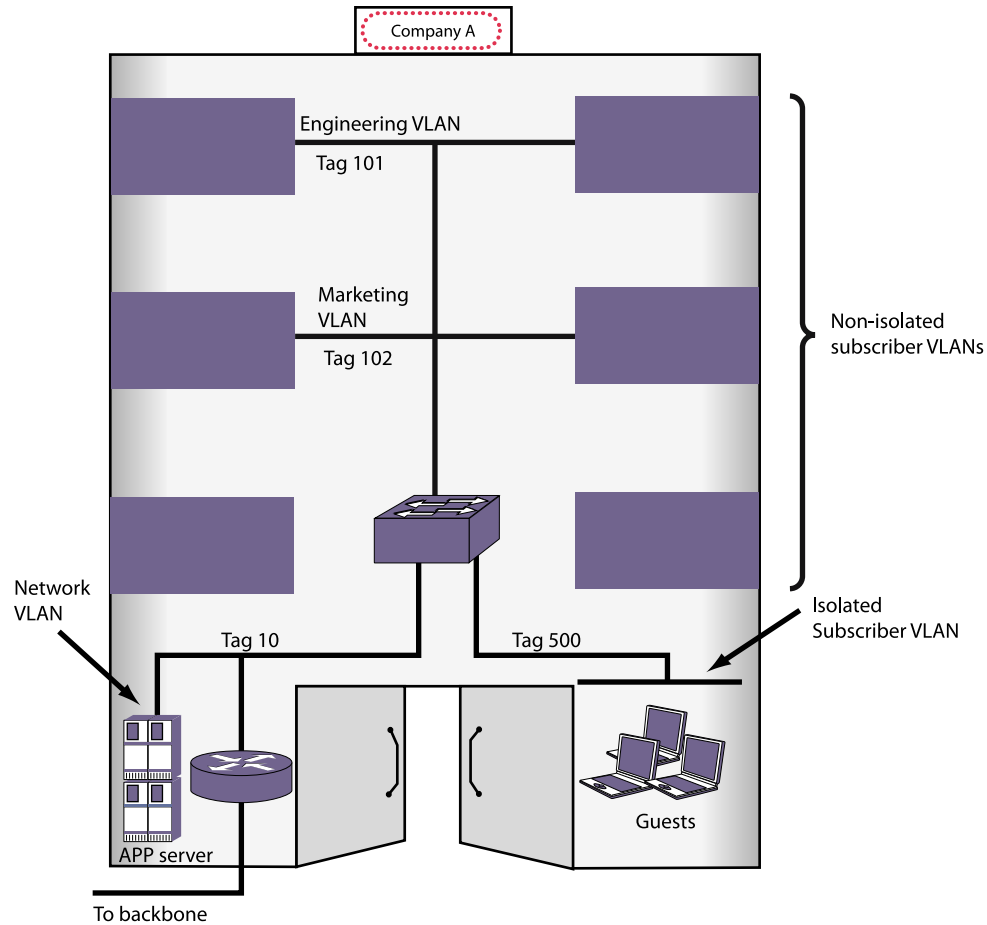 Company A
Engineering VLAN
Tag 101
Marketing
VLAN
Tag 102
Non-isolated
subscriber VLANs
Network
VLAN
Isolated
Subscriber VLAN
Tag 10
Tag 500
Guests
APP server
To backbone